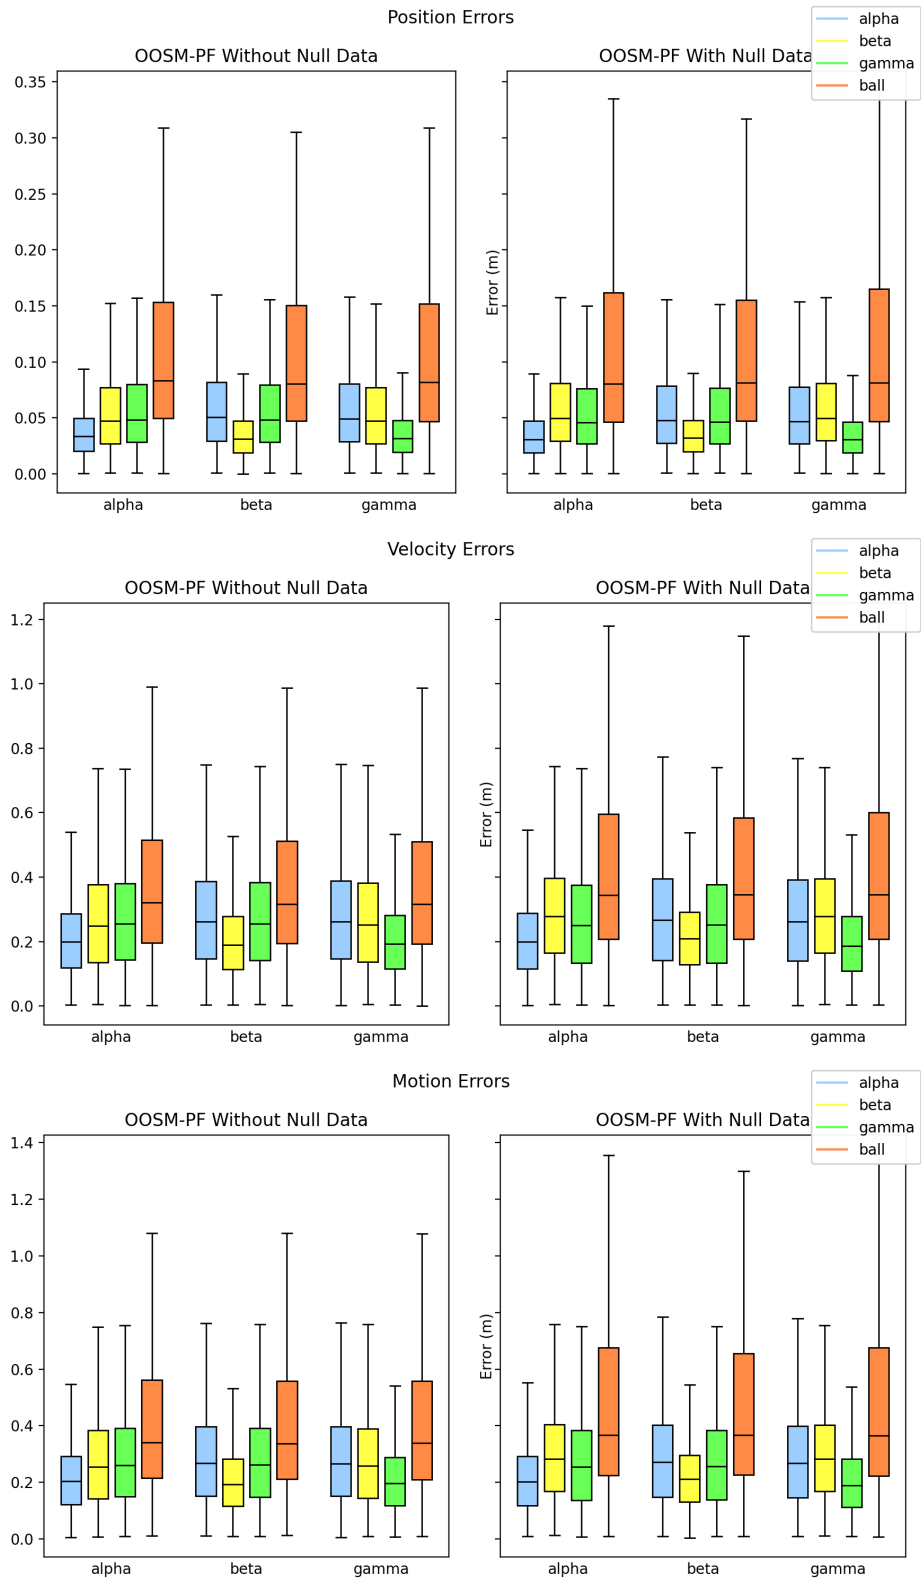 Position Errors
OOSM-PF Without Null Data
OOSM-PF With Null Data
alpha
beta
gamma
ball
0.35
0.30
0.25
0.20
0.15
0.10
0.05
0.00
Error (m)
alpha
beta
gamma
alpha
beta
gamma
Velocity Errors
OOSM-PF Without Null Data
OOSM-PF With Null Data
alpha
beta
gamma
ball
1.2
1.0
0.8
0.6
0.4
0.2
0.0
Error (m)
alpha
beta
gamma
alpha
beta
gamma
Motion Errors
OOSM-PF Without Null Data
OOSM-PF With Null Data
alpha
beta
gamma
ball
1.4
1.2
1.0
0.8
0.6
0.4
0.2
0.0
Error (m)
alpha
beta
gamma
alpha
beta
gamma